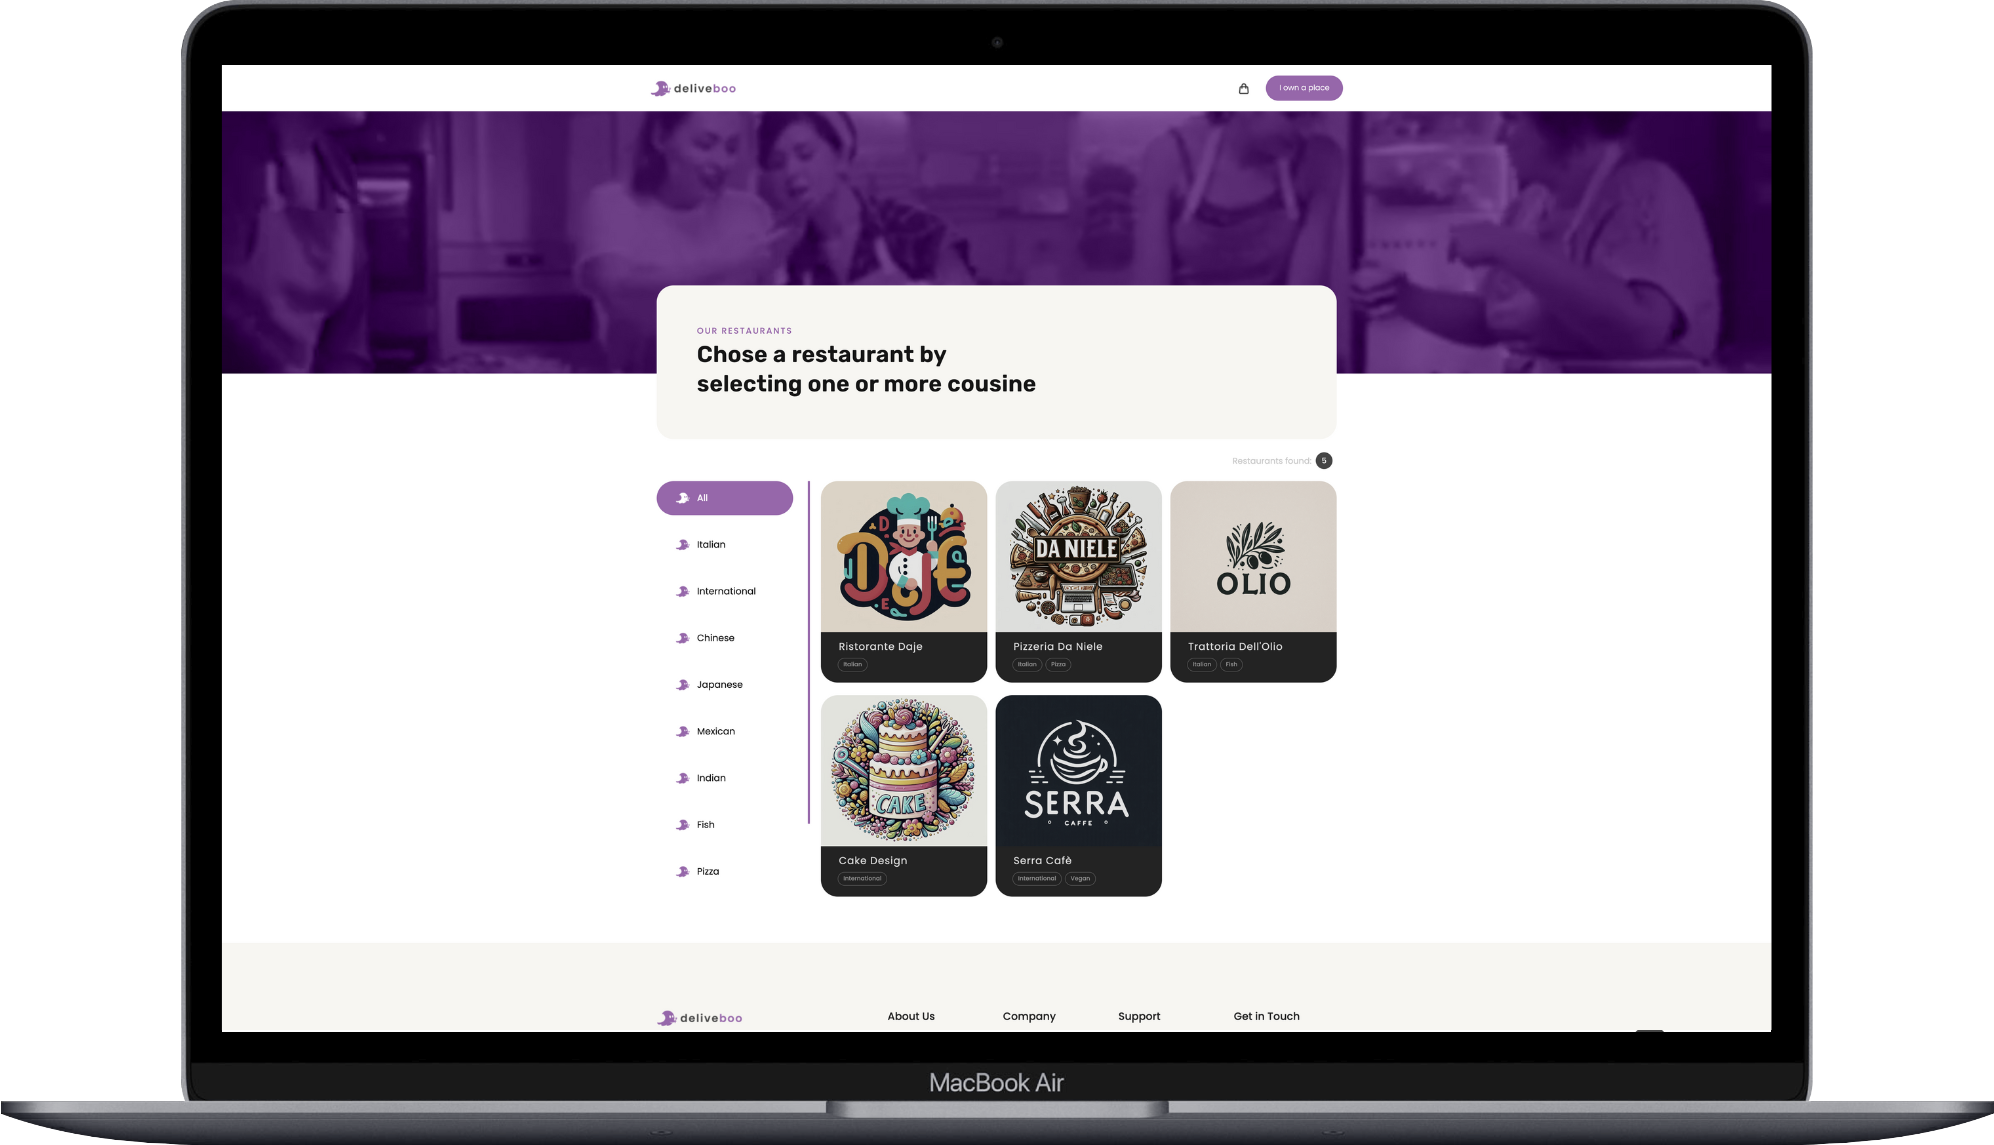 deliveboo
I own a place
OUR RESTAURANTS
Chose a restaurant by
selecting one or more cousine
Restaurants found: 5
All
Italian
International
Chinese
Japanese
Mexican
Indian
Fish
Pizza
D
DaJE
Ristorante Daje
Italian
DA NIELE
Pizzeria Da Niele
Italian Pizza
OLIO
Trattoria Dell'Olio
Italian Fish
CAKE
Cake Design
International
SERRA
CAFFE
Serra Cafè
International Vegan
deliveboo
About Us
Company
Support
Get in Touch
MacBook Air